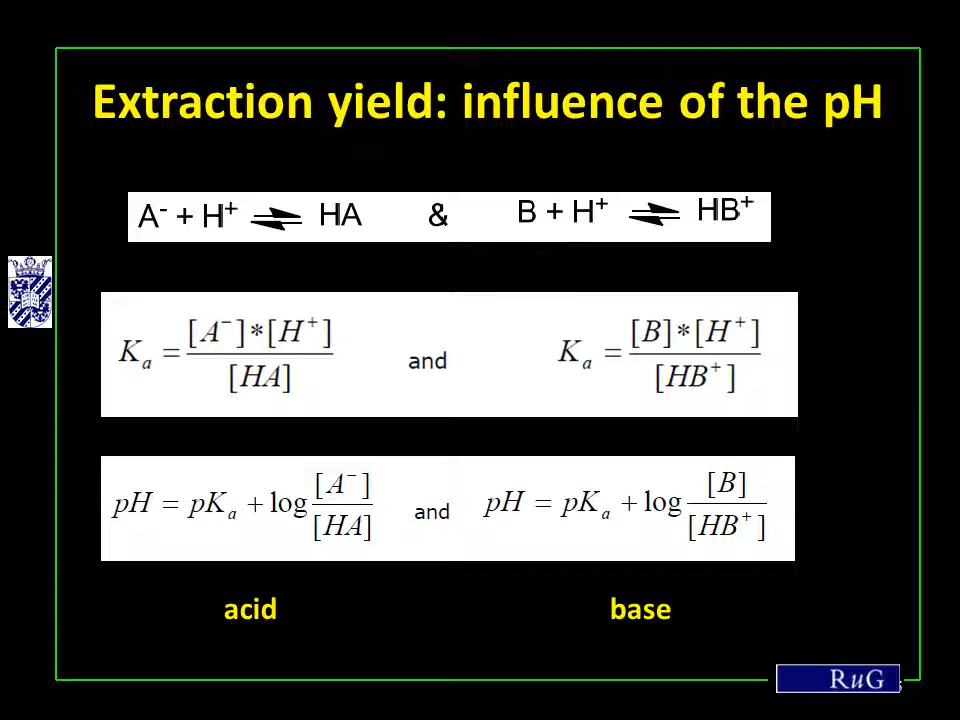 Extraction yield: influence of the pH
A⁻ + H⁺ ⇌ HA & B + H⁺ ⇌ HB⁺
Kₐ = [A⁻]*[H⁺] / [HA] and Kₐ = [B]*[H⁺] / [HB⁺]
pH = pKₐ + log [A⁻] / [HA] and pH = pKₐ + log [B] / [HB⁺]
acid base
RuG